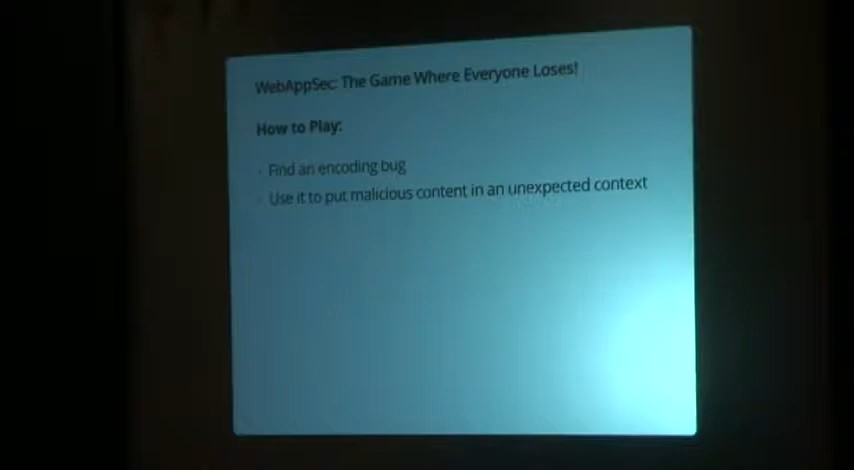 WebAppSec: The Game Where Everyone Loses!
How to Play:
· Find an encoding bug
· Use it to put malicious content in an unexpected context